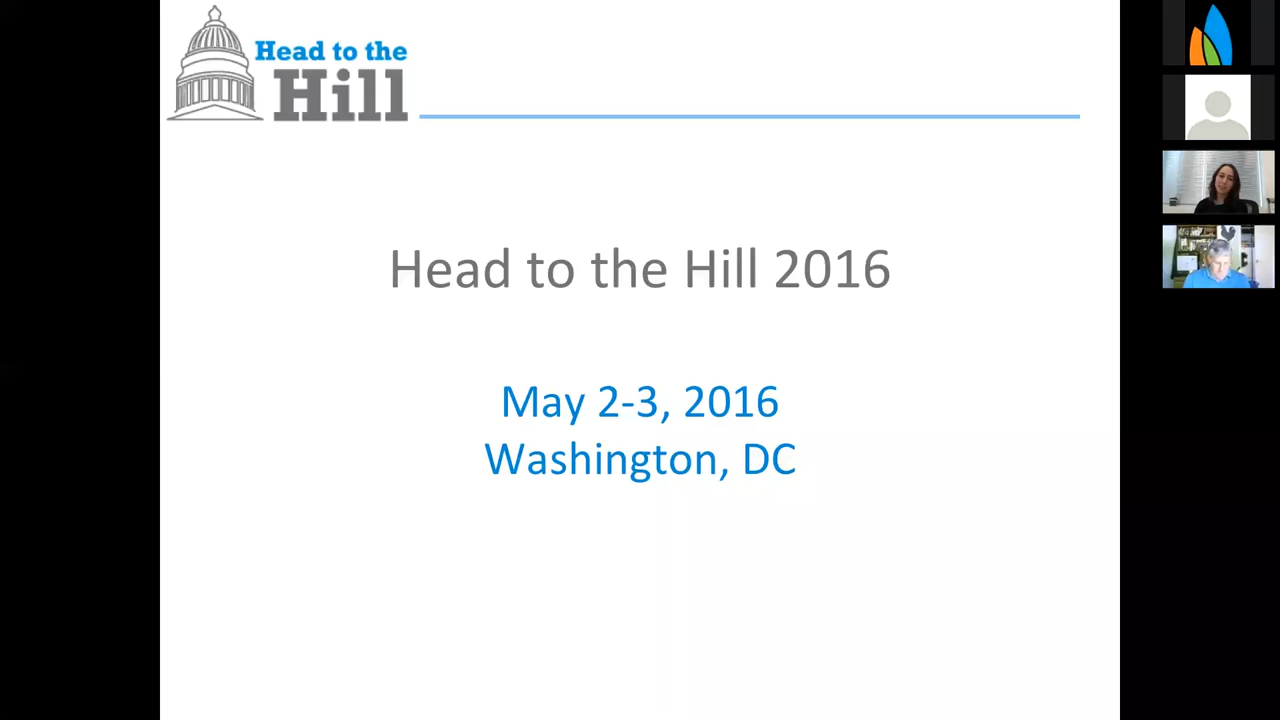 Head to the
Hill
Head to the Hill 2016
May 2-3, 2016
Washington, DC